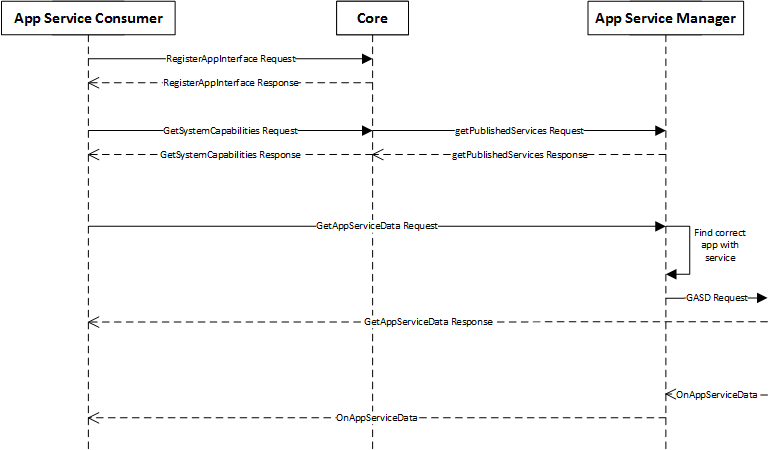 App Service Consumer
Core
App Service Manager
RegisterAppInterface Request
RegisterAppInterface Response
GetSystemCapabilities Request
getPublishedServices Request
GetSystemCapabilities Response
getPublishedServices Response
GetAppServiceData Request
Find correct
app with
service
GASD Request
GetAppServiceData Response
OnAppServiceData
OnAppServiceData